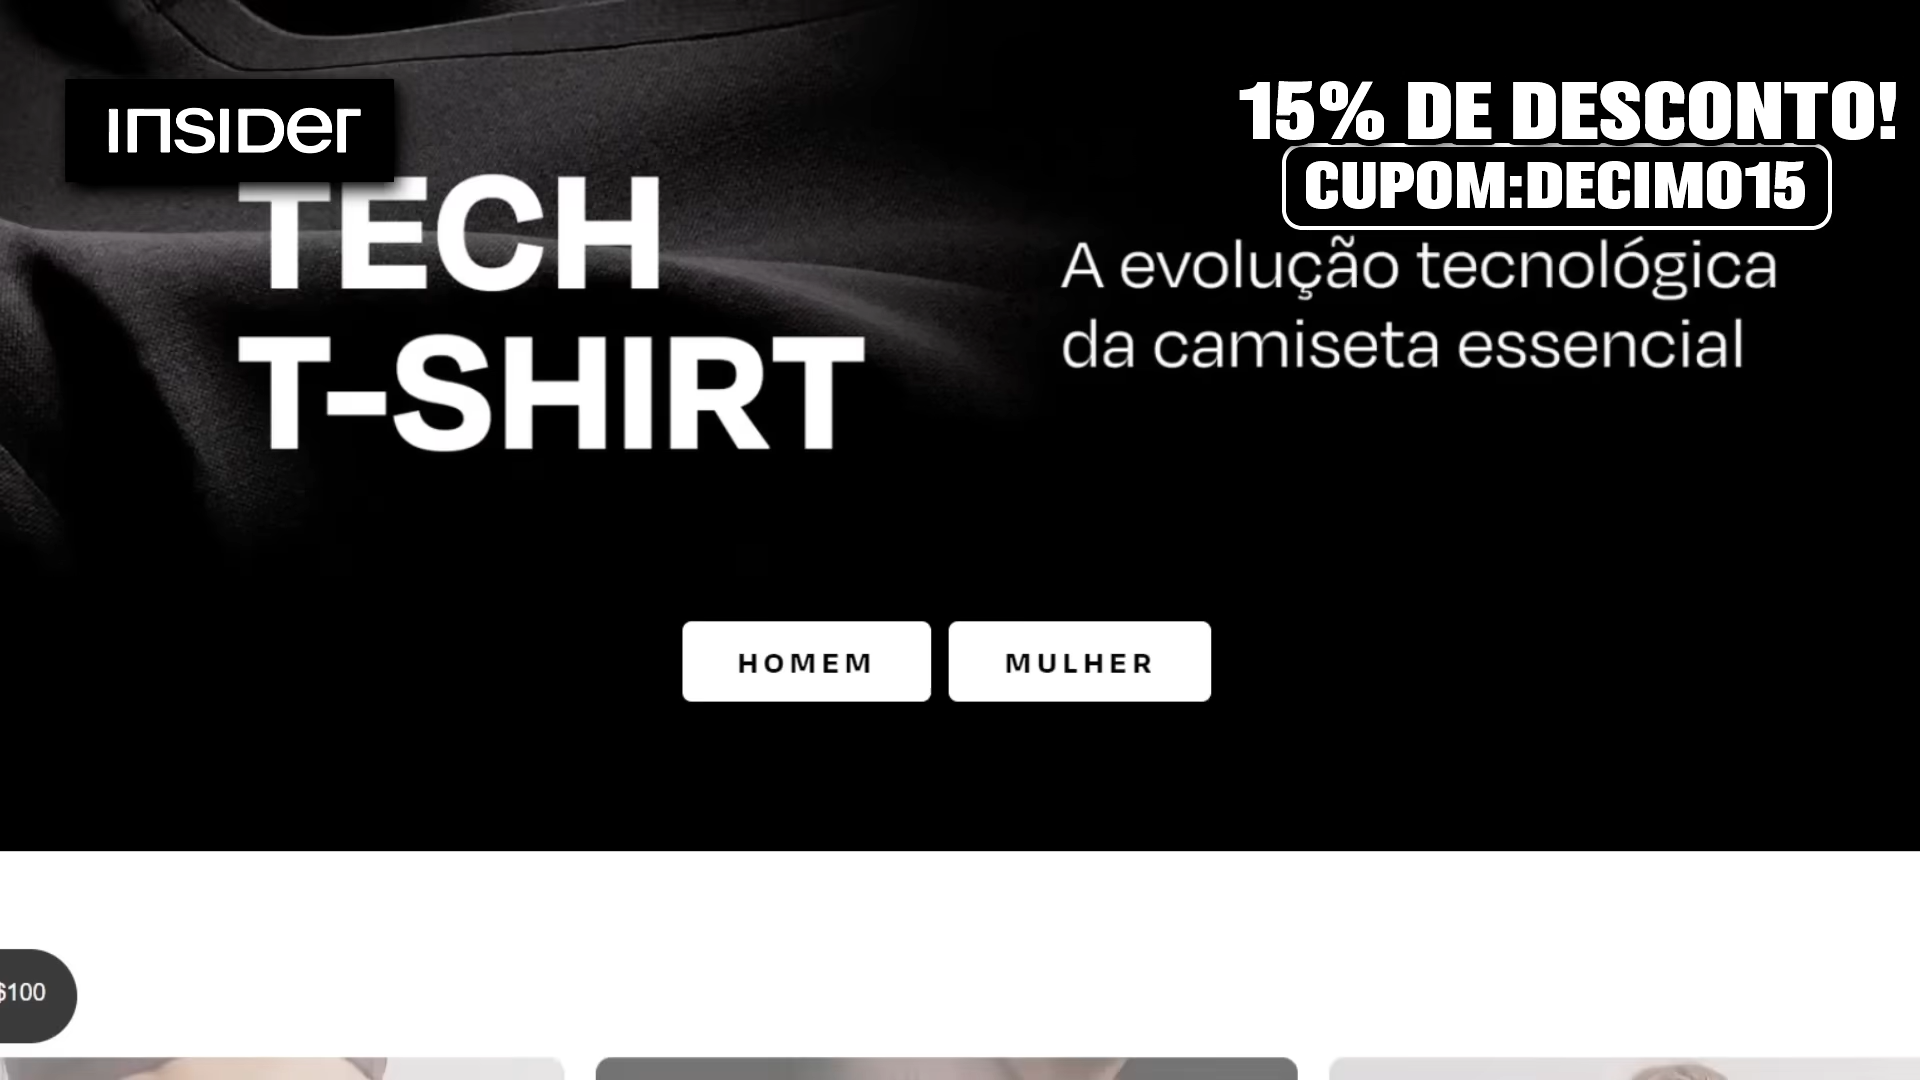 INSIDER
15% DE DESCONTO!
CUPOM:DECIMO15
TECH
T-SHIRT
A evolução tecnológica
da camiseta essencial
HOMEM
MULHER
$100